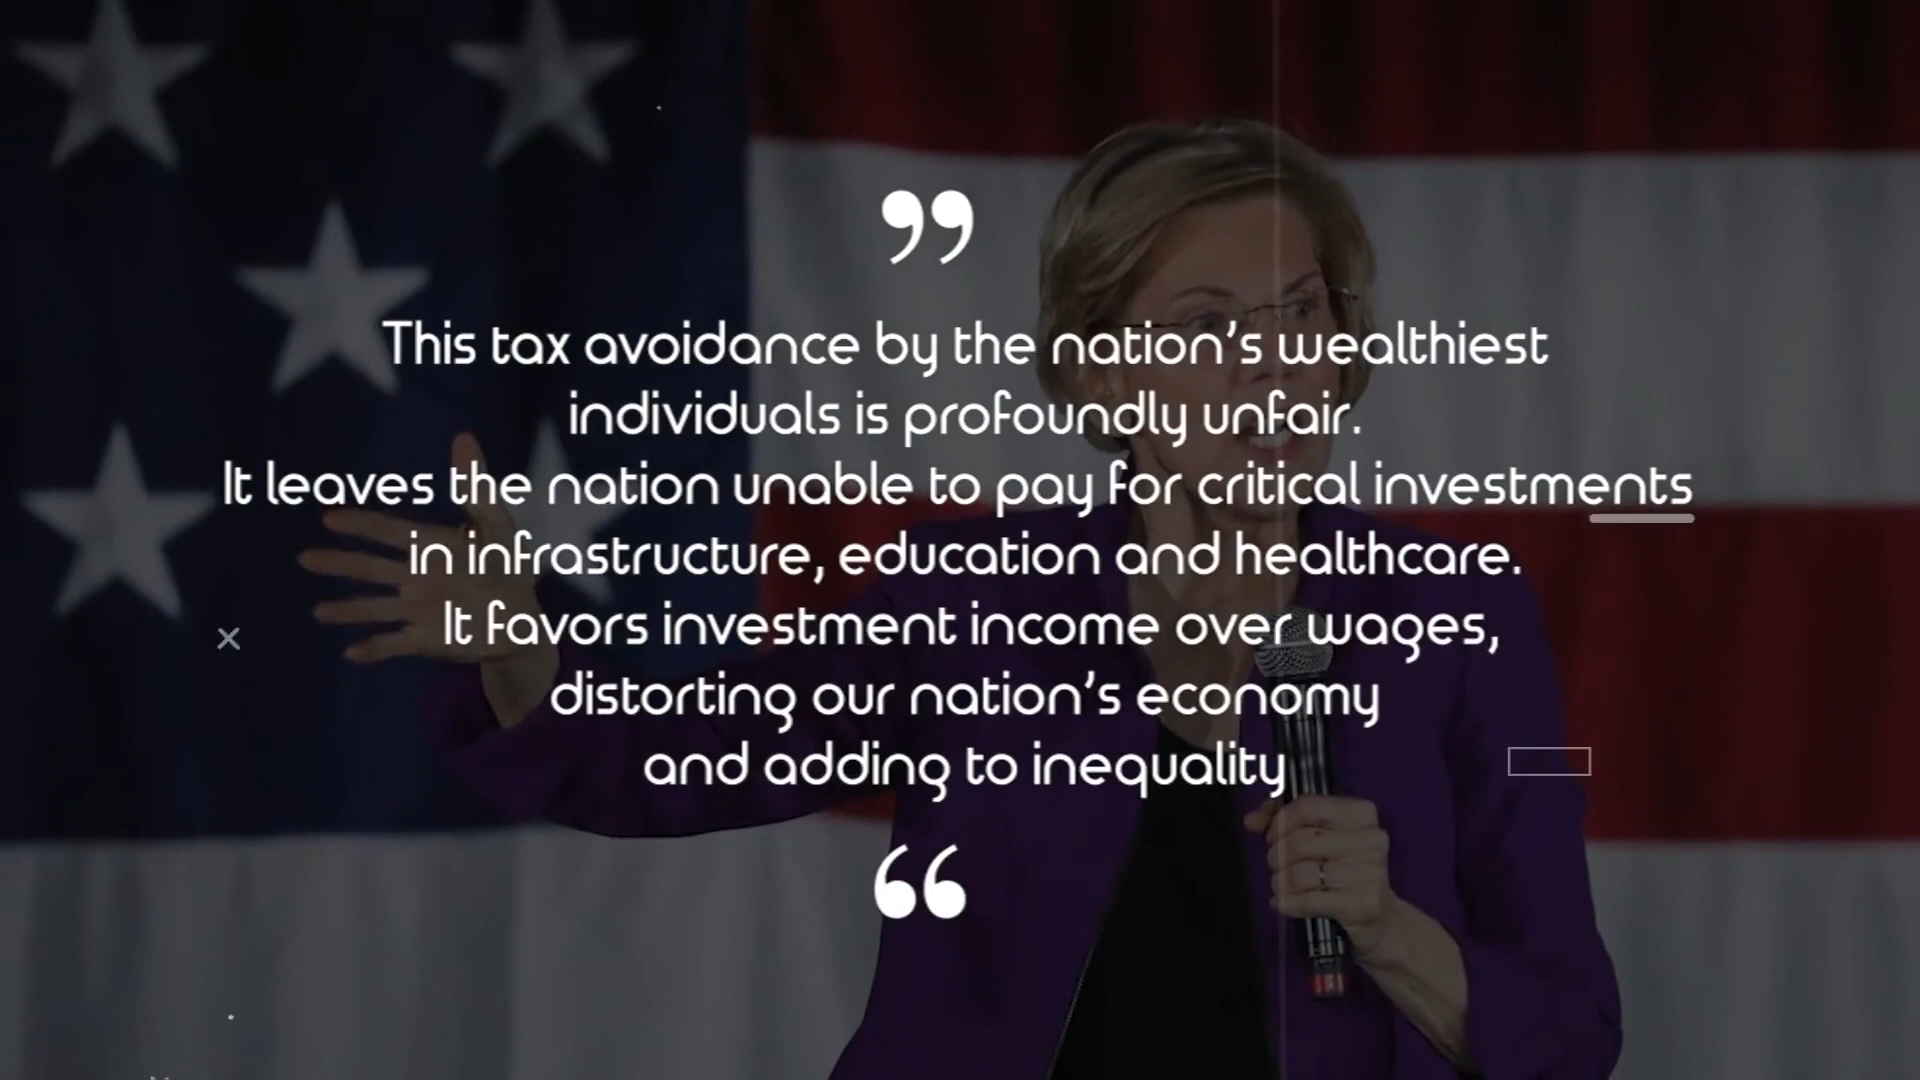 ”
This tax avoidance by the nation’s wealthiest
individuals is profoundly unfair.
It leaves the nation unable to pay for critical investments
in infrastructure, education and healthcare.
It favors investment income over wages,
distorting our nation’s economy
and adding to inequality
“